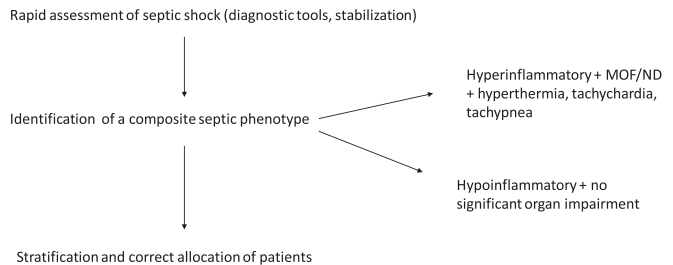 Rapid assessment of septic shock (diagnostic tools, stabilization)
Hyperinflammatory + MOF/ND
+ hyperthermia, tachycardia,
tachypnea
Identification of a composite septic phenotype
Hypoinflammatory + no
significant organ impairment
Stratification and correct allocation of patients